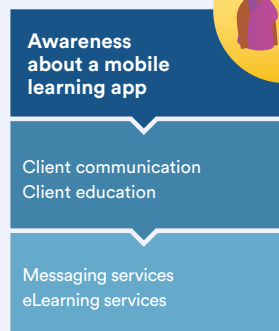 Awareness
about a mobile
learning app
Client communication
Client education
Messaging services
eLearning services